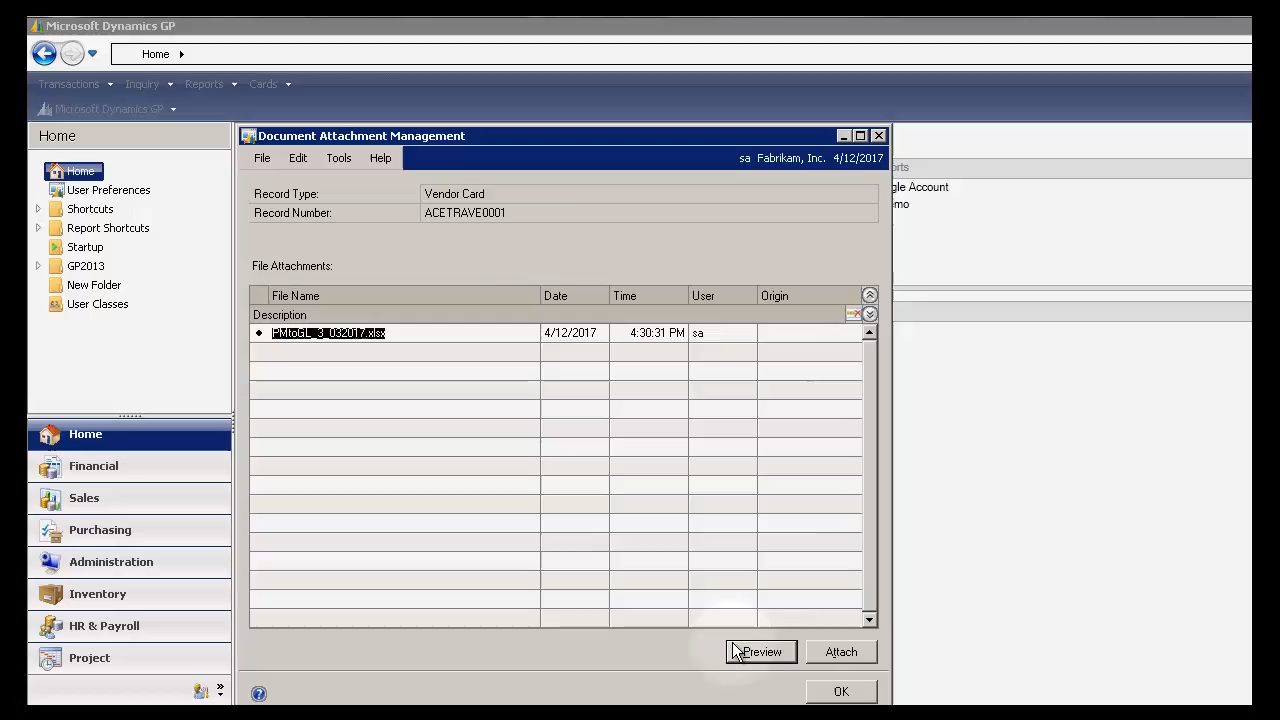 Microsoft Dynamics GP
Home
Transactions Inquiry Reports Cards
Microsoft Dynamics GP
Home
Home
User Preferences
Shortcuts
Report Shortcuts
Startup
GP2013
New Folder
User Classes
Home
Financial
Sales
Purchasing
Administration
Inventory
HR & Payroll
Project
Document Attachment Management
File Edit Tools Help sa Fabrikam, Inc. 4/12/2017
Record Type: Vendor Card
Record Number: ACETRAVE0001
File Attachments:
File Name Date Time User Origin
Description
PMtoGL_3_032017.xlsx 4/12/2017 4:30:31 PM sa
Preview Attach
OK
orts
gle Account
emo